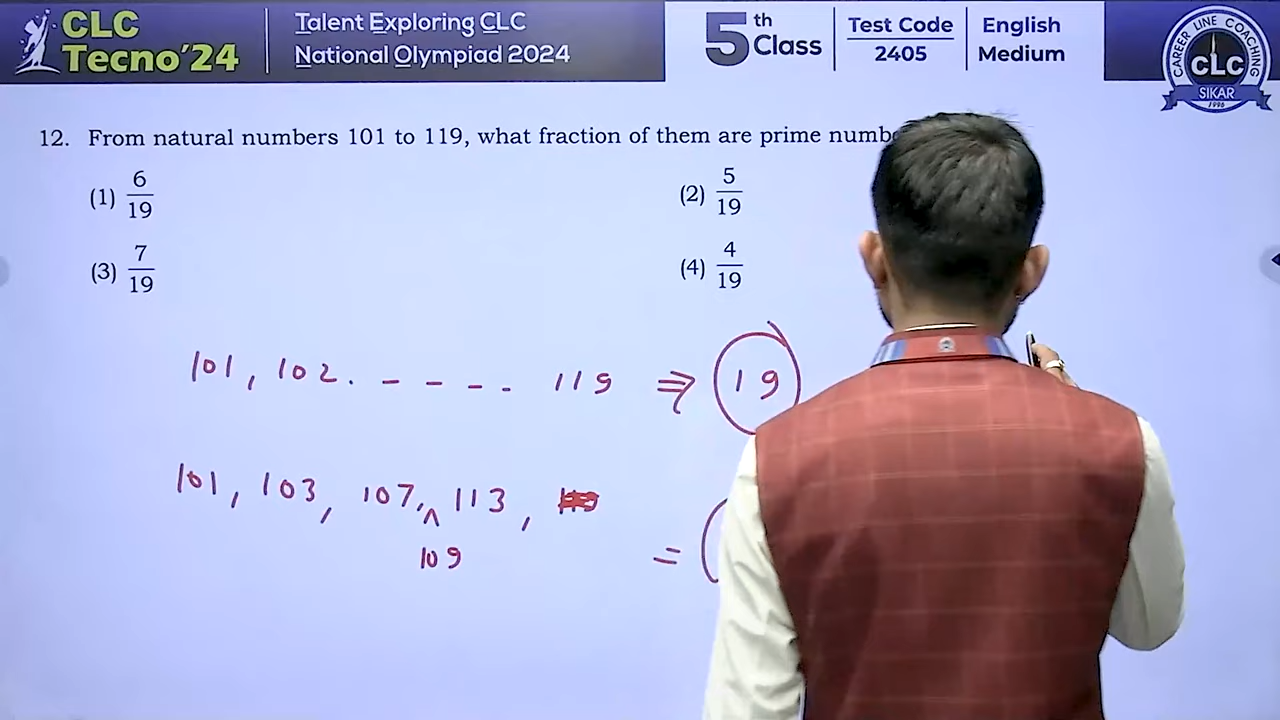 CLC
Tecno'24
Talent Exploring CLC
National Olympiad 2024
5th
Class
Test Code
2405
English
Medium
CAREER LINE COACHING
CLC
SIKAR
1996
12. From natural numbers 101 to 119, what fraction of them are prime
(1) 6/19
(2) 5/19
(3) 7/19
(4) 4/19
101, 102. - - - - 119 ⇒ 19
101, 103, 107, ^ 113,
109
=